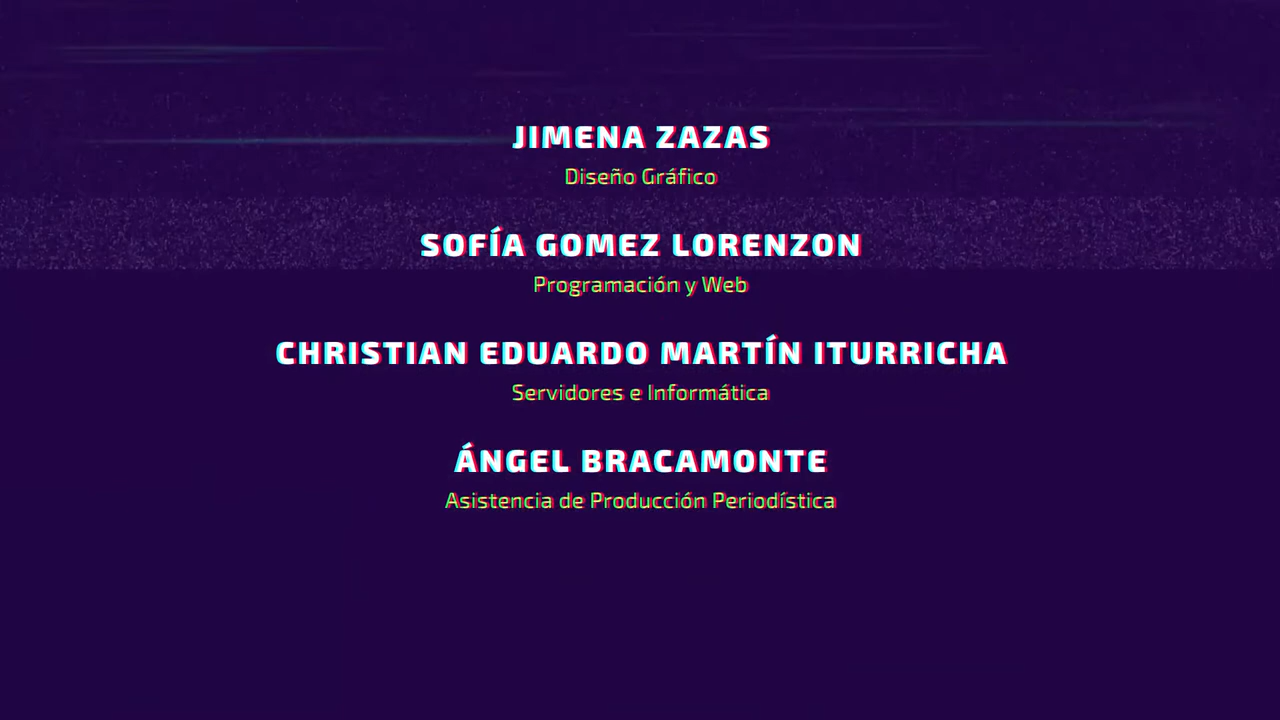 JIMENA ZAZAS
Diseño Gráfico
SOFÍA GOMEZ LORENZON
Programación y Web
CHRISTIAN EDUARDO MARTÍN ITURRICHA
Servidores e Informática
ÁNGEL BRACAMONTE
Asistencia de Producción Periodística